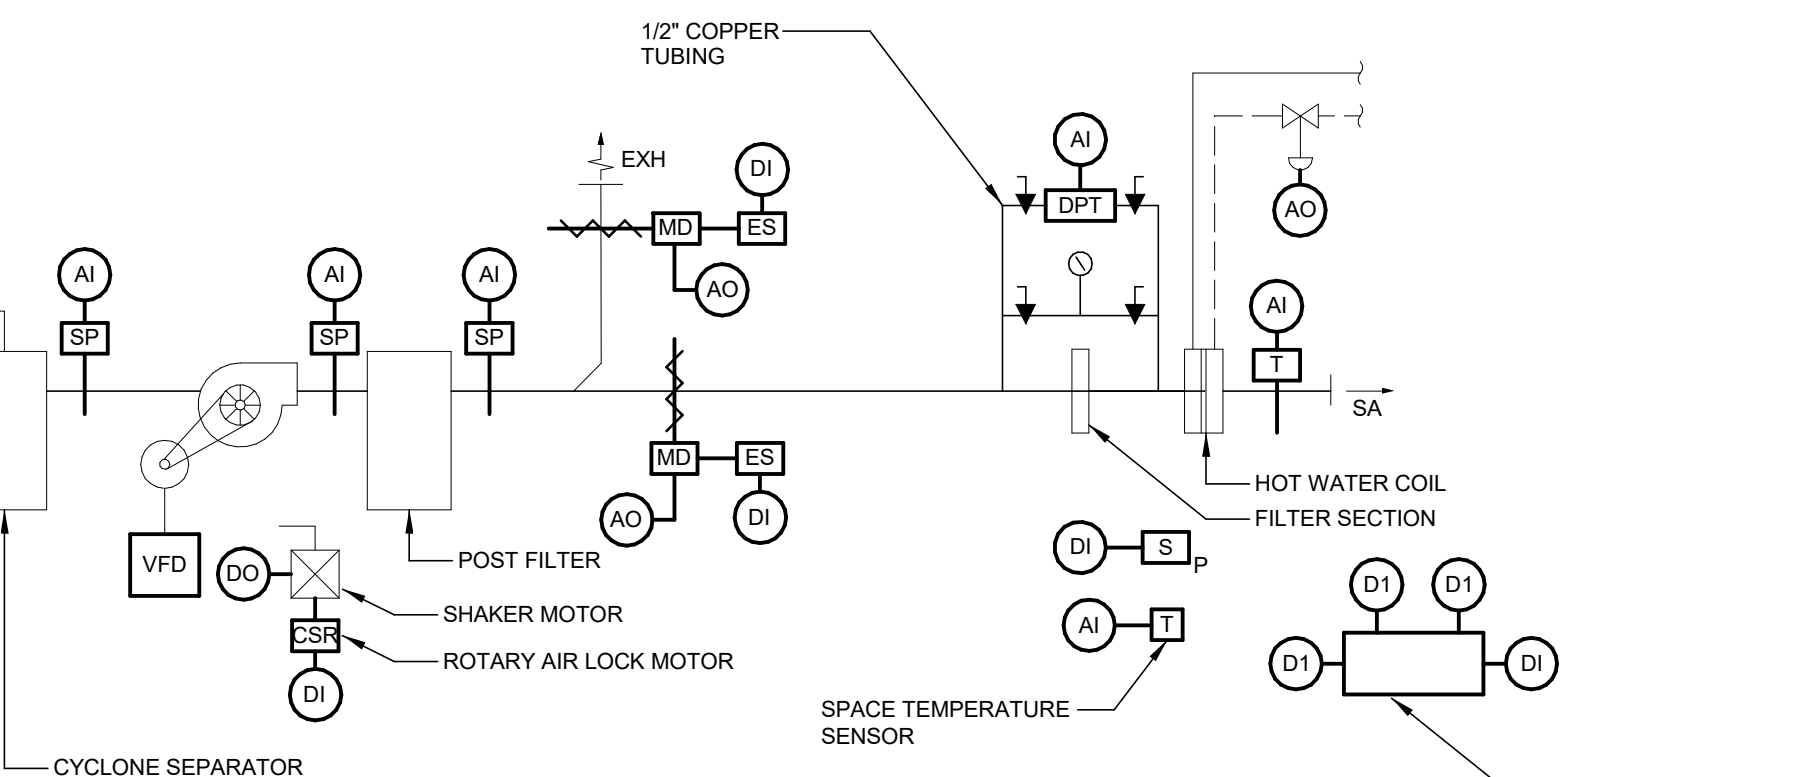 1/2" COPPER
TUBING
EXH
DI
AI
MD
ES
DPT
AO
AI
AI
AI
AO
AI
SP
SP
SP
T
SA
MD
ES
AO
DI
HOT WATER COIL
FILTER SECTION
POST FILTER
VFD
DO
SHAKER MOTOR
CSR
ROTARY AIR LOCK MOTOR
DI
DI
S
P
AI
T
D1
D1
D1
DI
SPACE TEMPERATURE
SENSOR
CYCLONE SEPARATOR